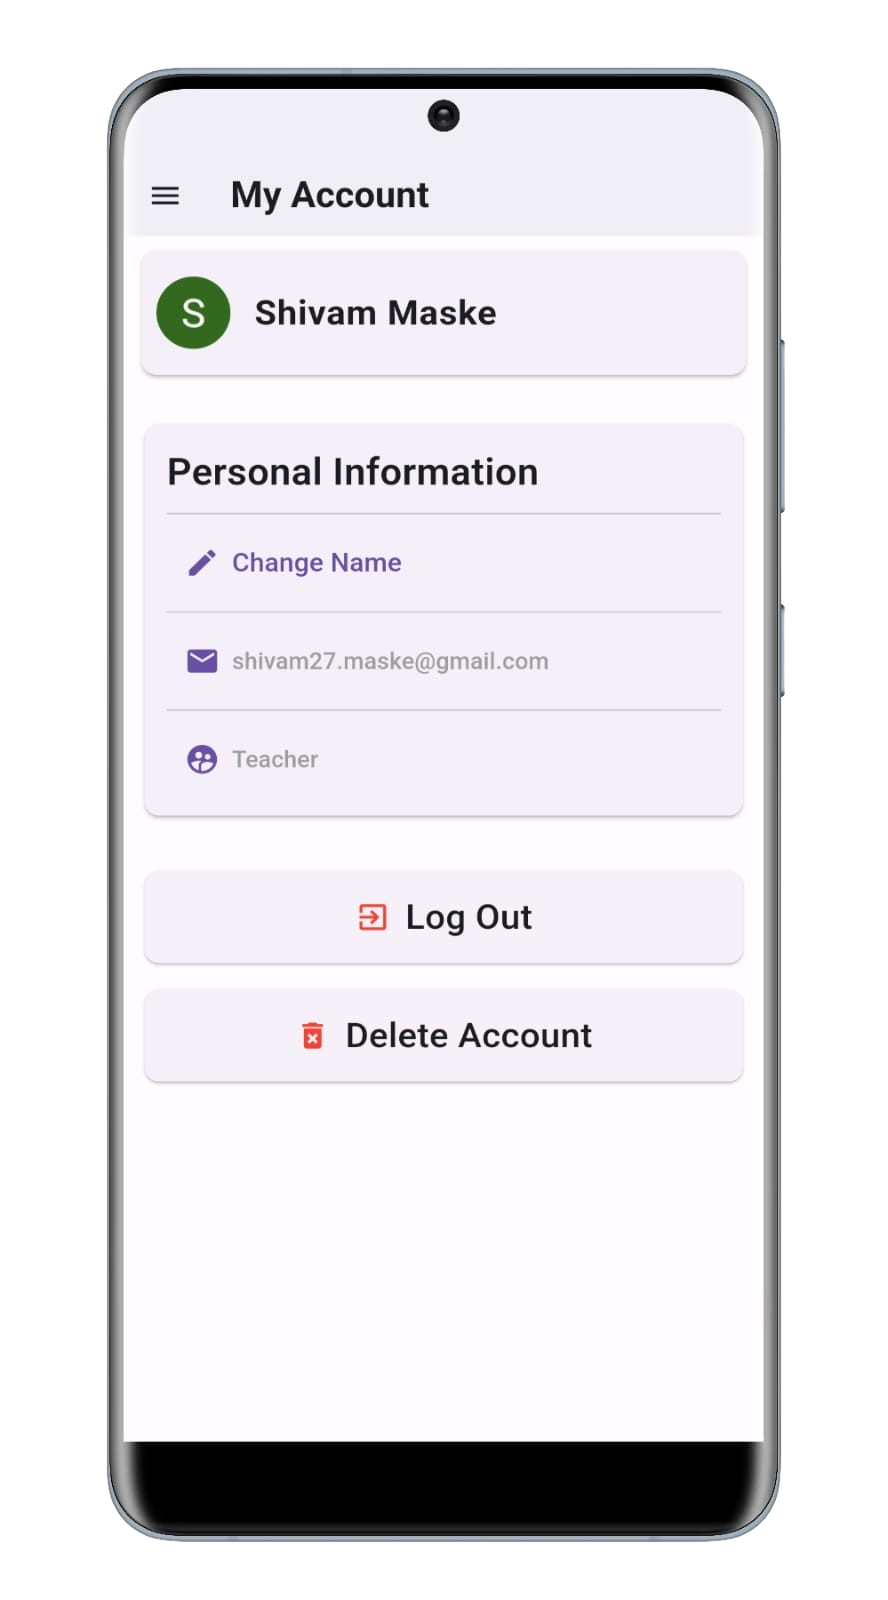 My Account
S
Shivam Maske
Personal Information
Change Name
shivam27.maske@gmail.com
Teacher
Log Out
Delete Account